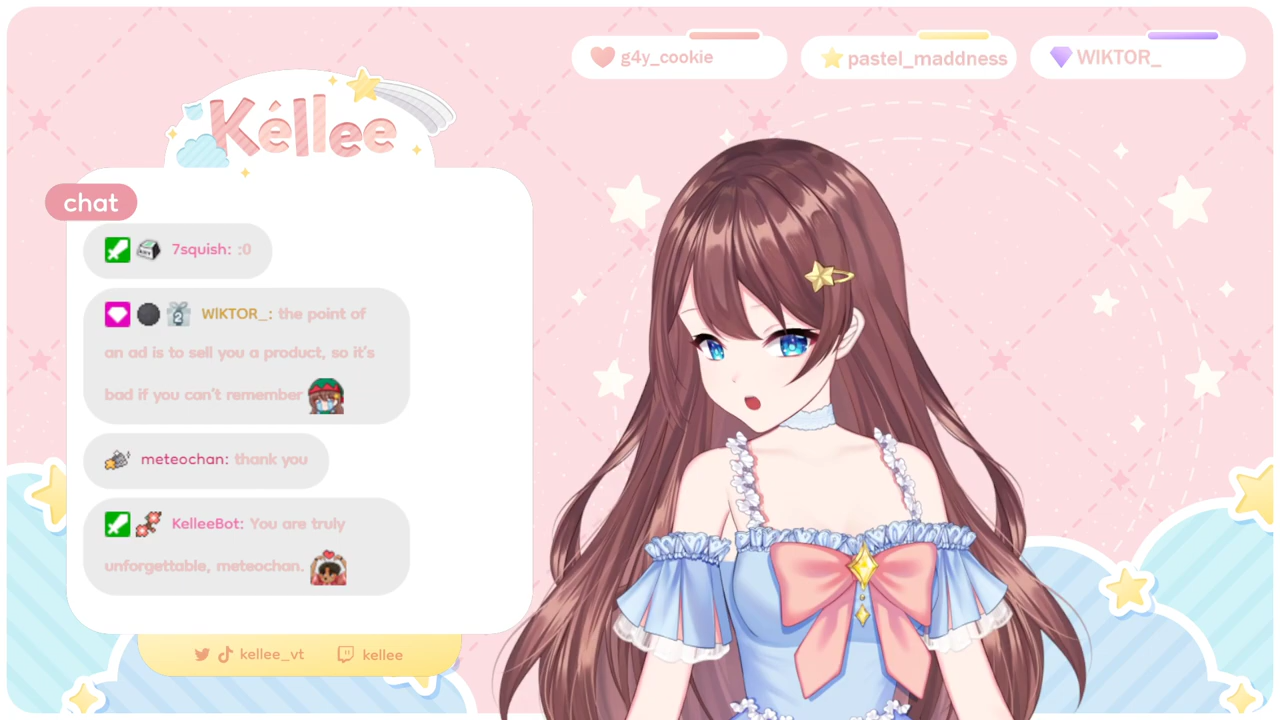 g4y_cookie
pastel_maddness
WIKTOR_
Kéllee
chat
7squish: :0
WIKTOR_: the point of
an ad is to sell you a product, so it's
bad if you can't remember
meteochan: thank you
KelleeBot: You are truly
unforgettable, meteochan.
kellee_vt
kellee